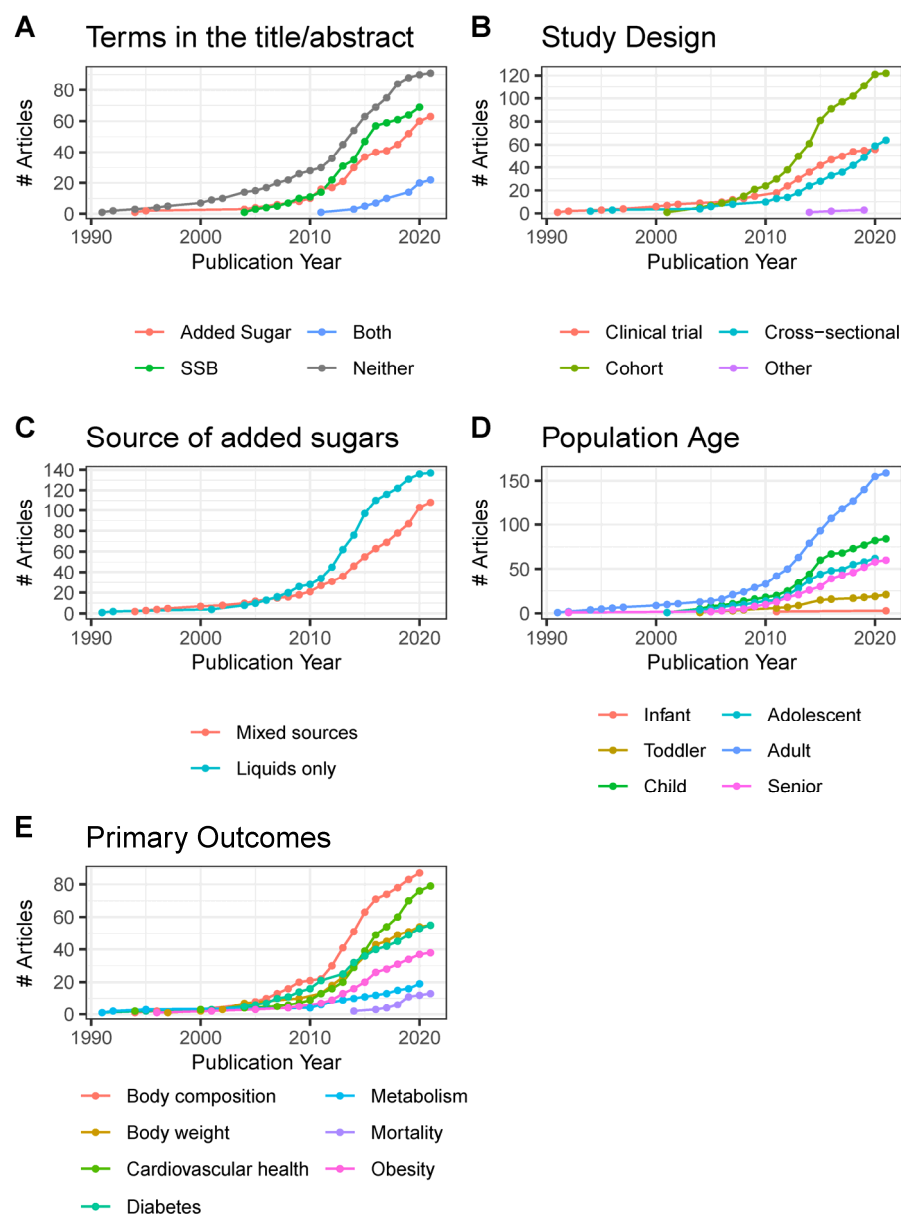 A
Terms in the title/abstract
# Articles
80
60
40
20
0
1990
2000
2010
2020
Publication Year
Added Sugar
Both
SSB
Neither
B
Study Design
# Articles
120
100
80
60
40
20
0
1990
2000
2010
2020
Publication Year
Clinical trial
Cross−sectional
Cohort
Other
C
Source of added sugars
# Articles
140
120
100
80
60
40
20
0
1990
2000
2010
2020
Publication Year
Mixed sources
Liquids only
D
Population Age
# Articles
150
100
50
0
1990
2000
2010
2020
Publication Year
Infant
Adolescent
Toddler
Adult
Child
Senior
E
Primary Outcomes
# Articles
80
60
40
20
0
1990
2000
2010
2020
Publication Year
Body composition
Metabolism
Body weight
Mortality
Cardiovascular health
Obesity
Diabetes